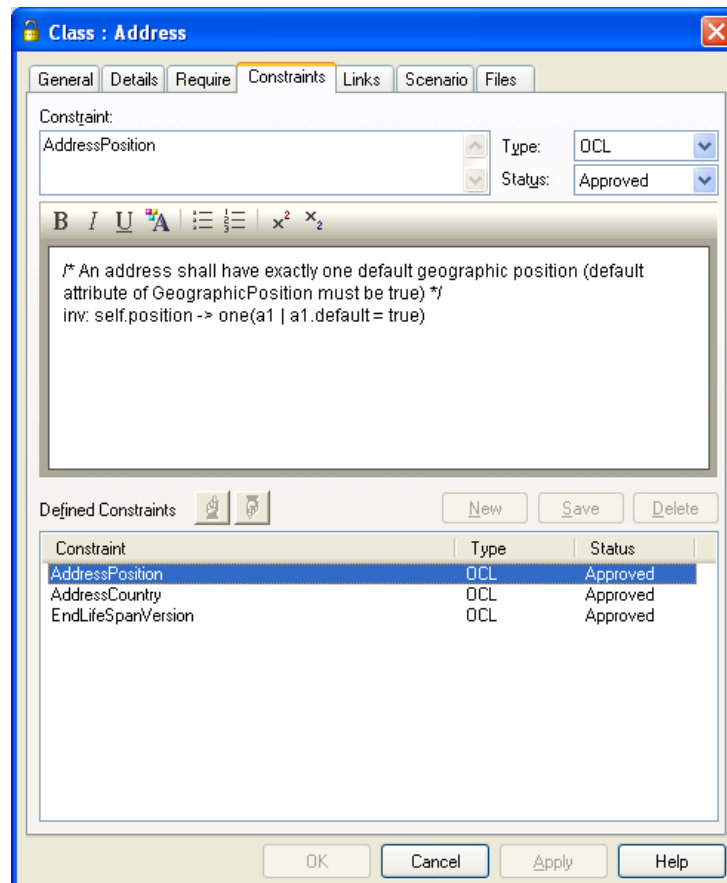 Class : Address
General Details Require Constraints Links Scenario Files
Constraint:
AddressPosition
Type: OCL
Status: Approved
B I U A x² x₂
/* An address shall have exactly one default geographic position (default
attribute of GeographicPosition must be true) */
inv: self.position -> one(a1 | a1.default = true)
Defined Constraints New Save Delete
Constraint Type Status
AddressPosition OCL Approved
AddressCountry OCL Approved
EndLifeSpanVersion OCL Approved
OK Cancel Apply Help